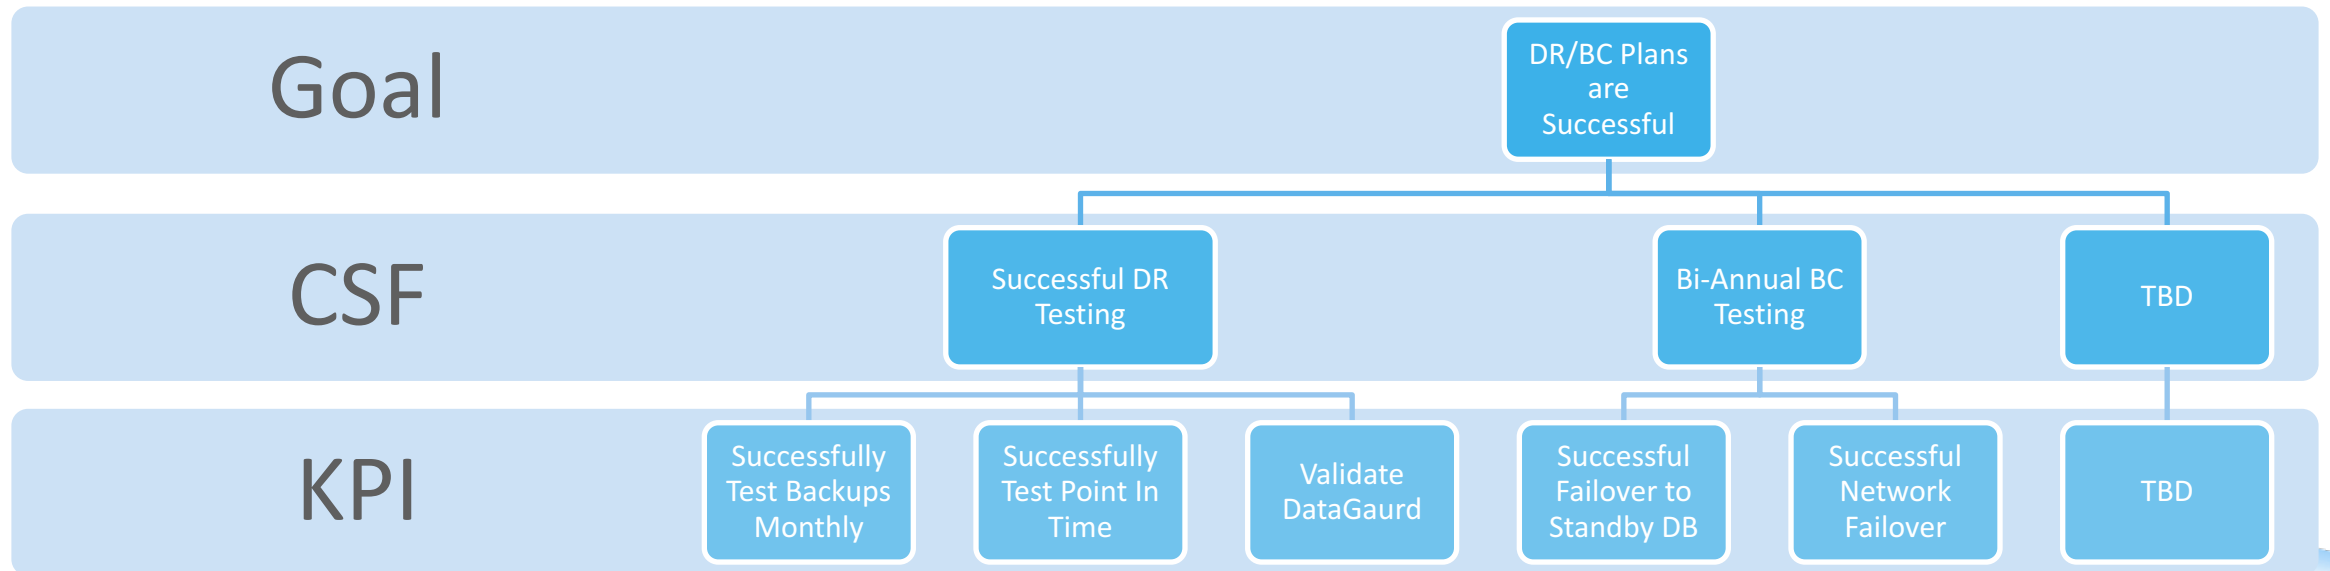 Goal
DR/BC Plans
are
Successful
CSF
Successful DR
Testing
Bi-Annual BC
Testing
TBD
KPI
Successfully
Test Backups
Monthly
Successfully
Test Point In
Time
Validate
DataGaurd
Successful
Failover to
Standby DB
Successful
Network
Failover
TBD